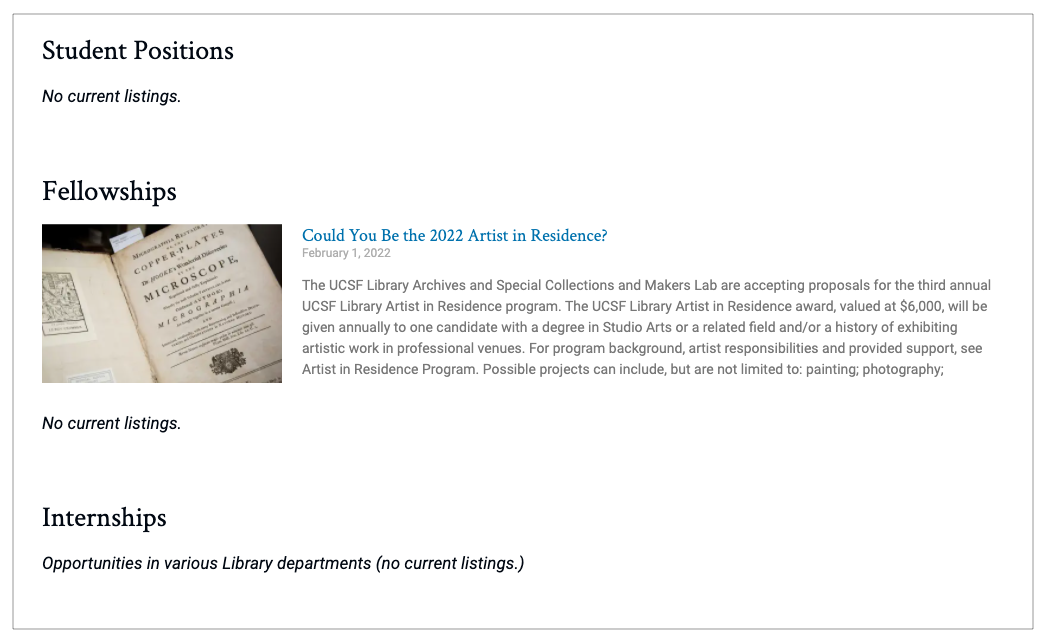 Student Positions
No current listings.
Fellowships
COPPER-PLATES
OF
Dr. HOOKE's Wonderful Discoveries
BY THE
MICROSCOPE,
MICROGRAPHIA
Could You Be the 2022 Artist in Residence?
February 1, 2022
The UCSF Library Archives and Special Collections and Makers Lab are accepting proposals for the third annual
UCSF Library Artist in Residence program. The UCSF Library Artist in Residence award, valued at $6,000, will be
given annually to one candidate with a degree in Studio Arts or a related field and/or a history of exhibiting
artistic work in professional venues. For program background, artist responsibilities and provided support, see
Artist in Residence Program. Possible projects can include, but are not limited to: painting; photography;
No current listings.
Internships
Opportunities in various Library departments (no current listings.)